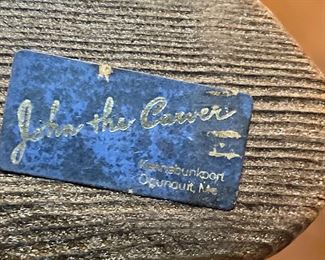 John the Carver
Kennebunkport
Ogunquit, Me